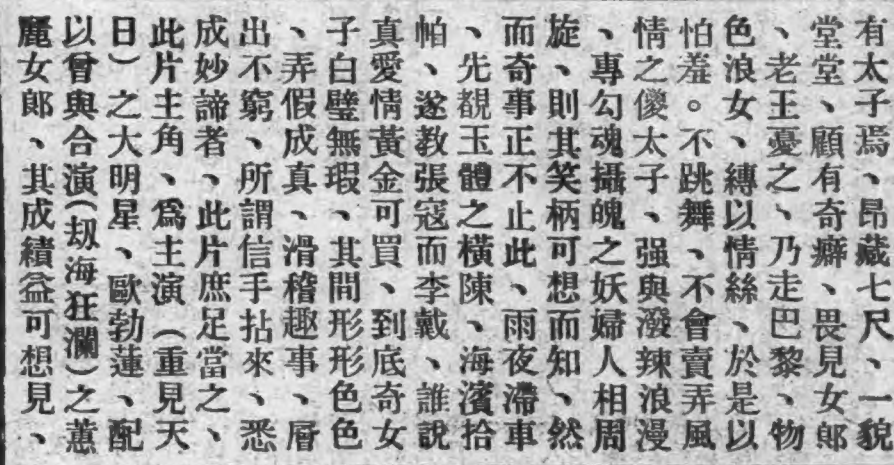 有太子焉、昂藏七尺、一貌
堂堂、顧有奇癖、畏見女郎
、老王憂之、乃走巴黎、物
色浪女、縛以情絲、於是以
怕羞。不跳舞、不會賣弄風
情之傻太子、强與潑辣浪漫
、專勾魂攝魄之妖婦人相周
旋、則其笑柄可想而知、然
而奇事正不止此、雨夜滯車
、先覩玉體之橫陳、海濱拾
帕、遂教張寇而李戴、誰說
真愛情黃金可買、到底奇女
子白璧無瑕、其間形形色色
、弄假成真、滑稽趣事、層
出不窮、所謂信手拈來、悉
成妙諦者、此片庶足當之、
此片主角、爲主演（重見天
日）之大明星、歐勃蓮、配
以曾與合演（刼海狂瀾）之蕙
麗女郎、其成績益可想見、